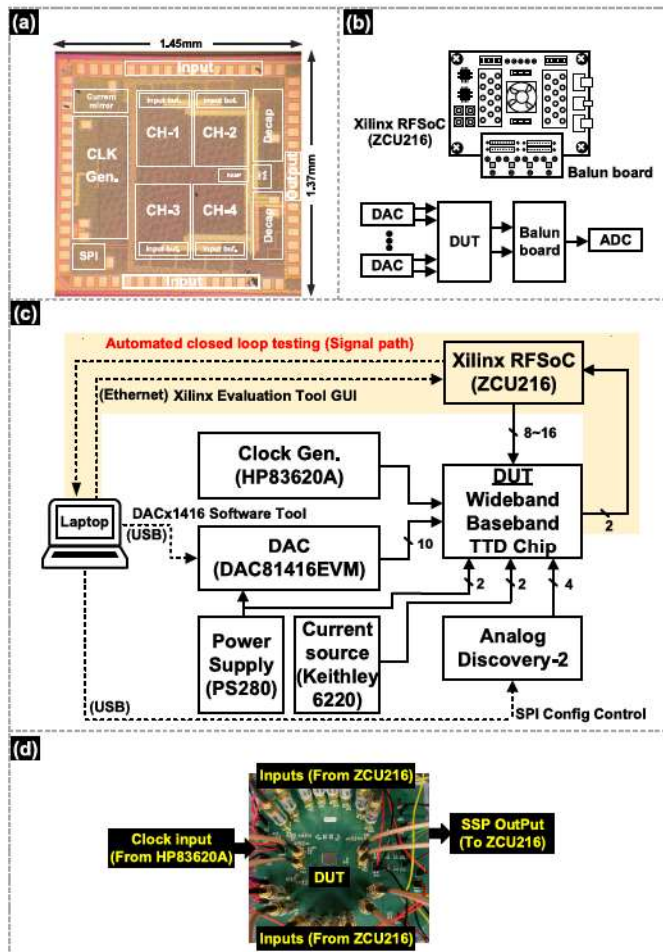 (a)
1.45mm
Input
Current
mirror
Input buf.
Input buf.
CH-1
CH-2
Decap
CLK
Gen.
Output
1.37mm
CH-3
CH-4
Decap
SPI
Input buf.
Input buf.
Input
(b)
Xilinx RFSoC
(ZCU216)
Balun board
DAC
DAC
DUT
Balun
board
ADC
(c)
Automated closed loop testing (Signal path)
(Ethernet) Xilinx Evaluation Tool GUI
Xilinx RFSoC
(ZCU216)
8~16
Clock Gen.
(HP83620A)
DUT
Wideband
Baseband
TTD Chip
2
Laptop
DACx1416 Software Tool
(USB)
DAC
(DAC81416EVM)
10
2
2
4
Power
Supply
(PS280)
Current
source
(Keithley
6220)
Analog
Discovery-2
(USB)
SPI Config Control
(d)
Inputs (From ZCU216)
Clock input
(From HP83620A)
SSP OutPut
(To ZCU216)
DUT
Inputs (From ZCU216)